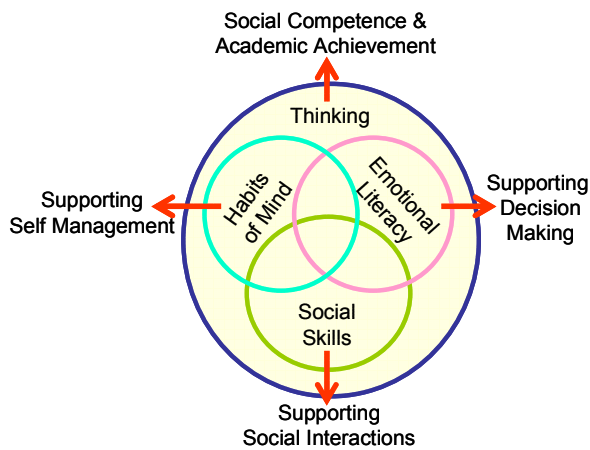 Social Competence &
Academic Achievement
Thinking
Habits
of Mind
Emotional
Literacy
Supporting
Self Management
Supporting
Decision
Making
Social
Skills
Supporting
Social Interactions